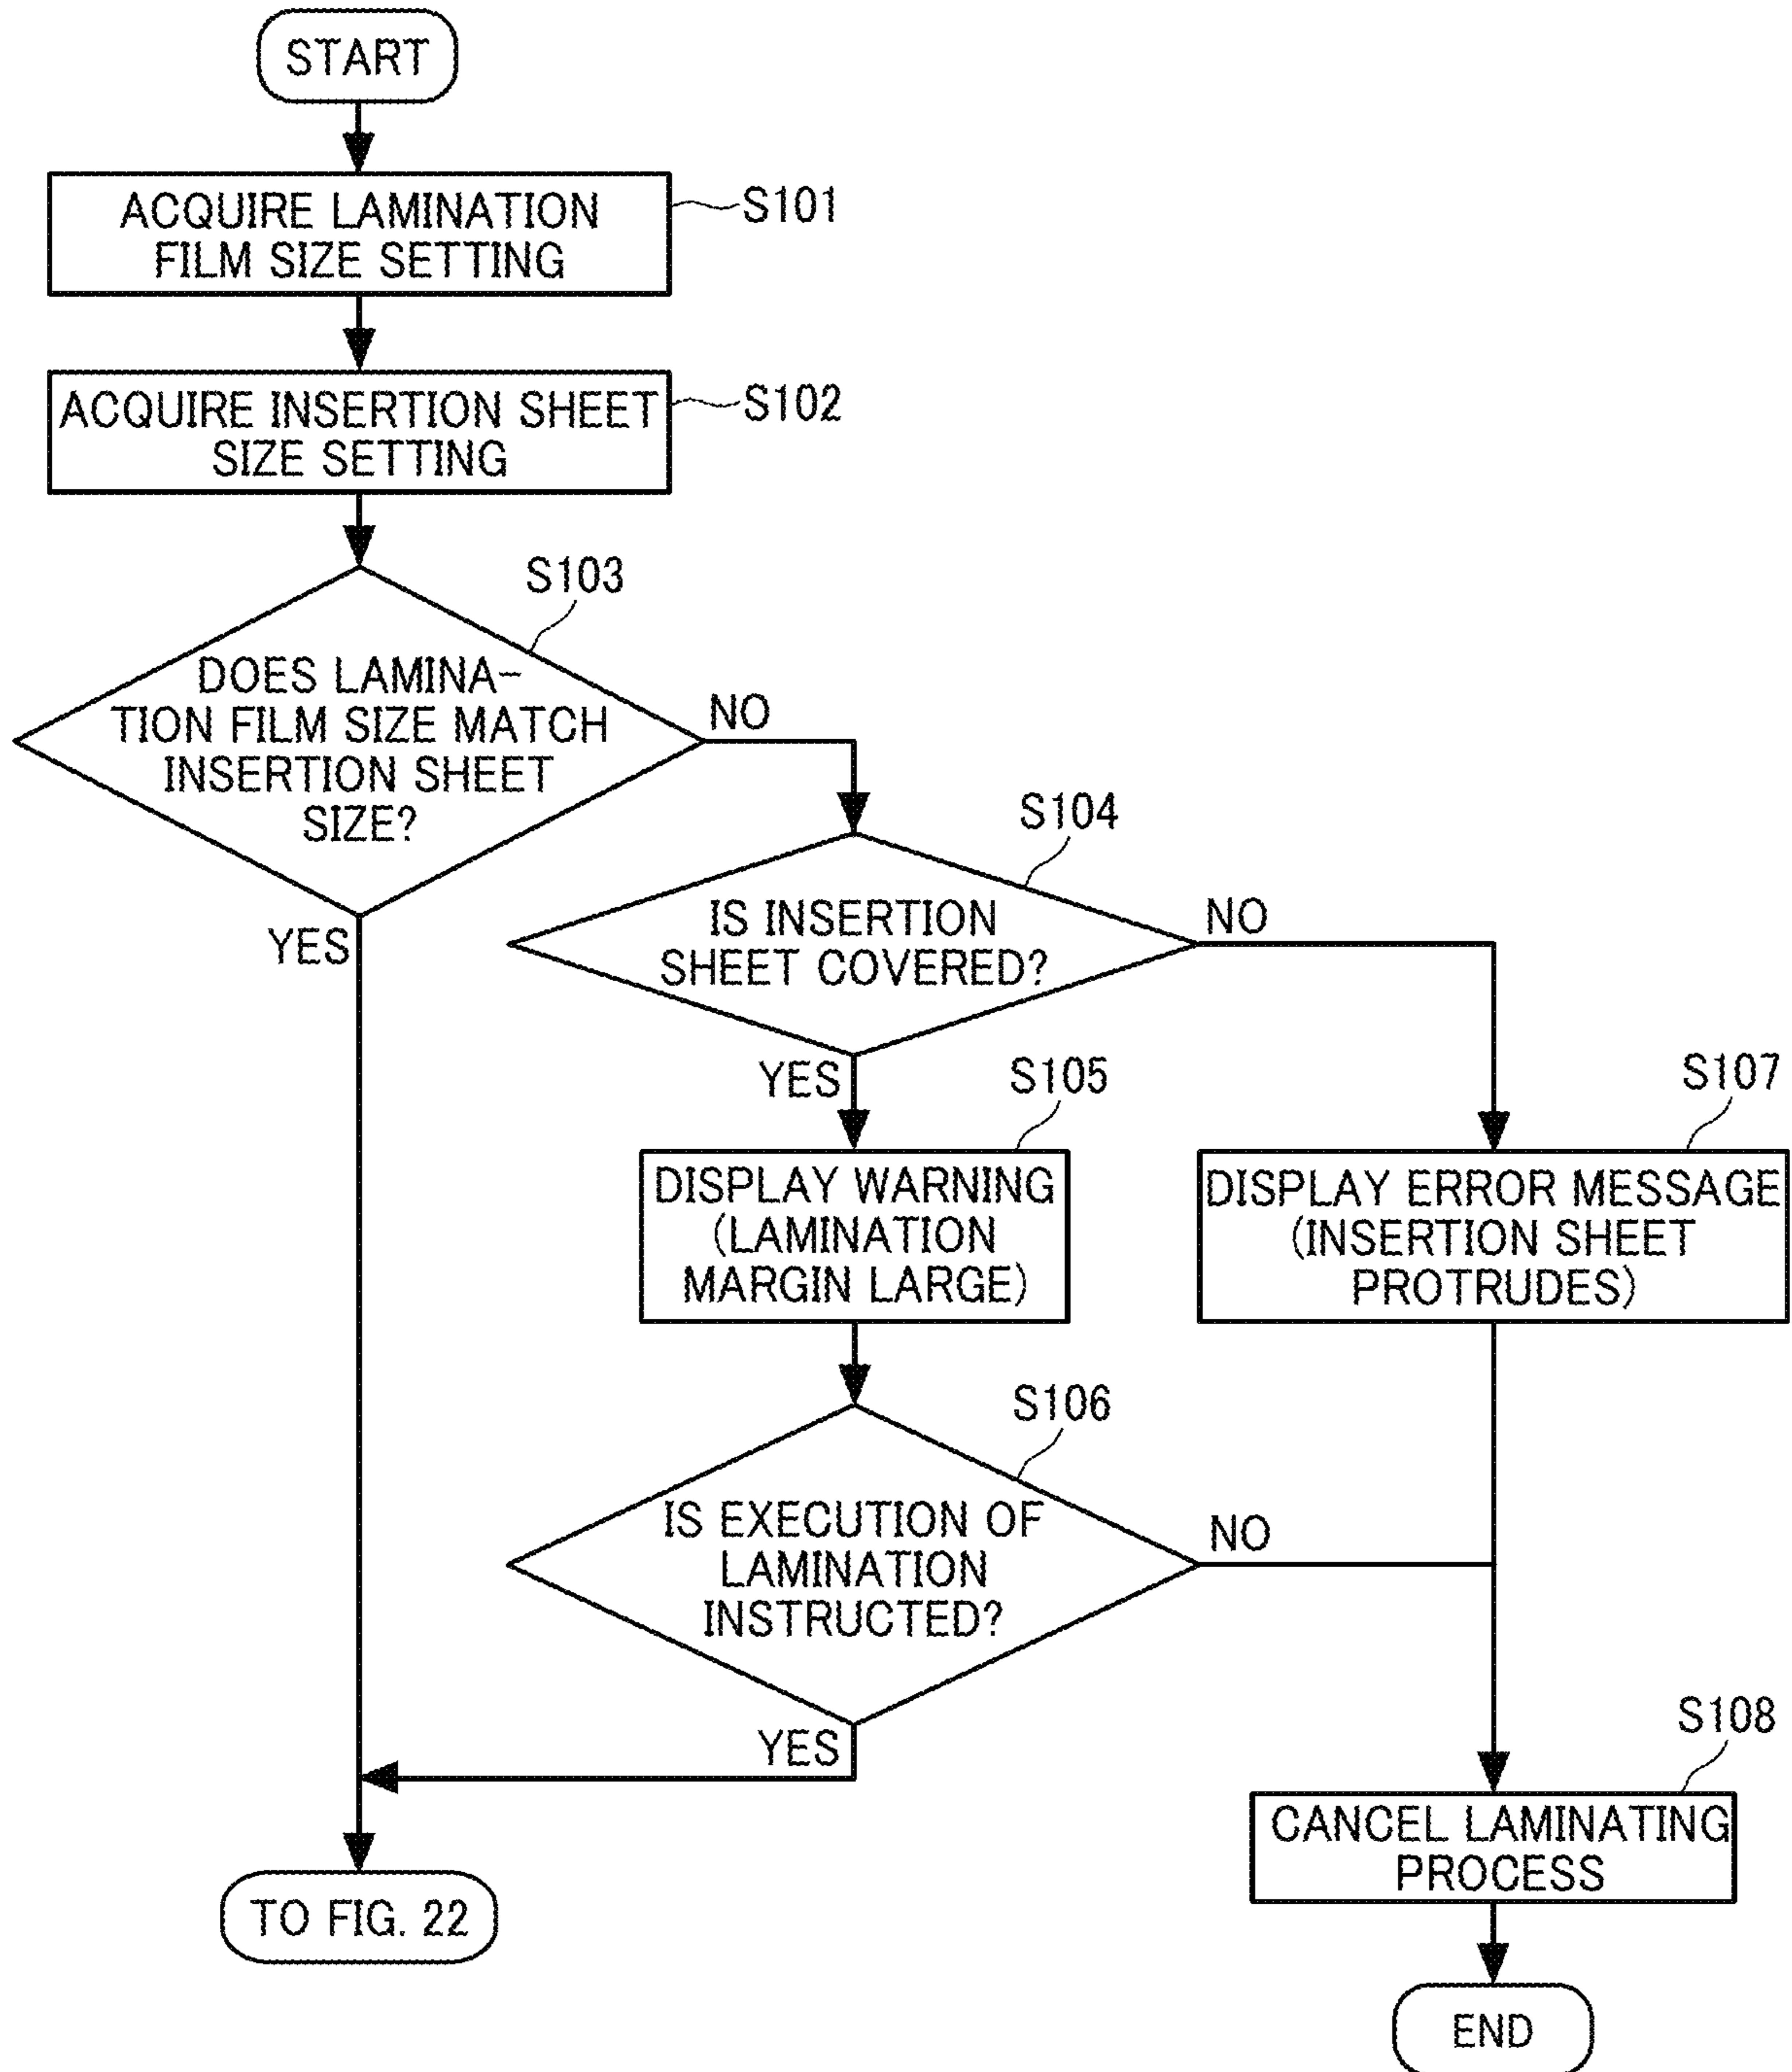 START
ACQUIRE LAMINATION
FILM SIZE SETTING
S101
ACQUIRE INSERTION SHEET
SIZE SETTING
S102
S103
DOES LAMINA-
TION FILM SIZE MATCH
INSERTION SHEET
SIZE?
NO
YES
S104
IS INSERTION
SHEET COVERED?
NO
YES
S105
DISPLAY WARNING
(LAMINATION
MARGIN LARGE)
S107
DISPLAY ERROR MESSAGE
(INSERTION SHEET
PROTRUDES)
S106
IS EXECUTION OF
LAMINATION
INSTRUCTED?
NO
YES
S108
CANCEL LAMINATING
PROCESS
TO FIG. 22
END